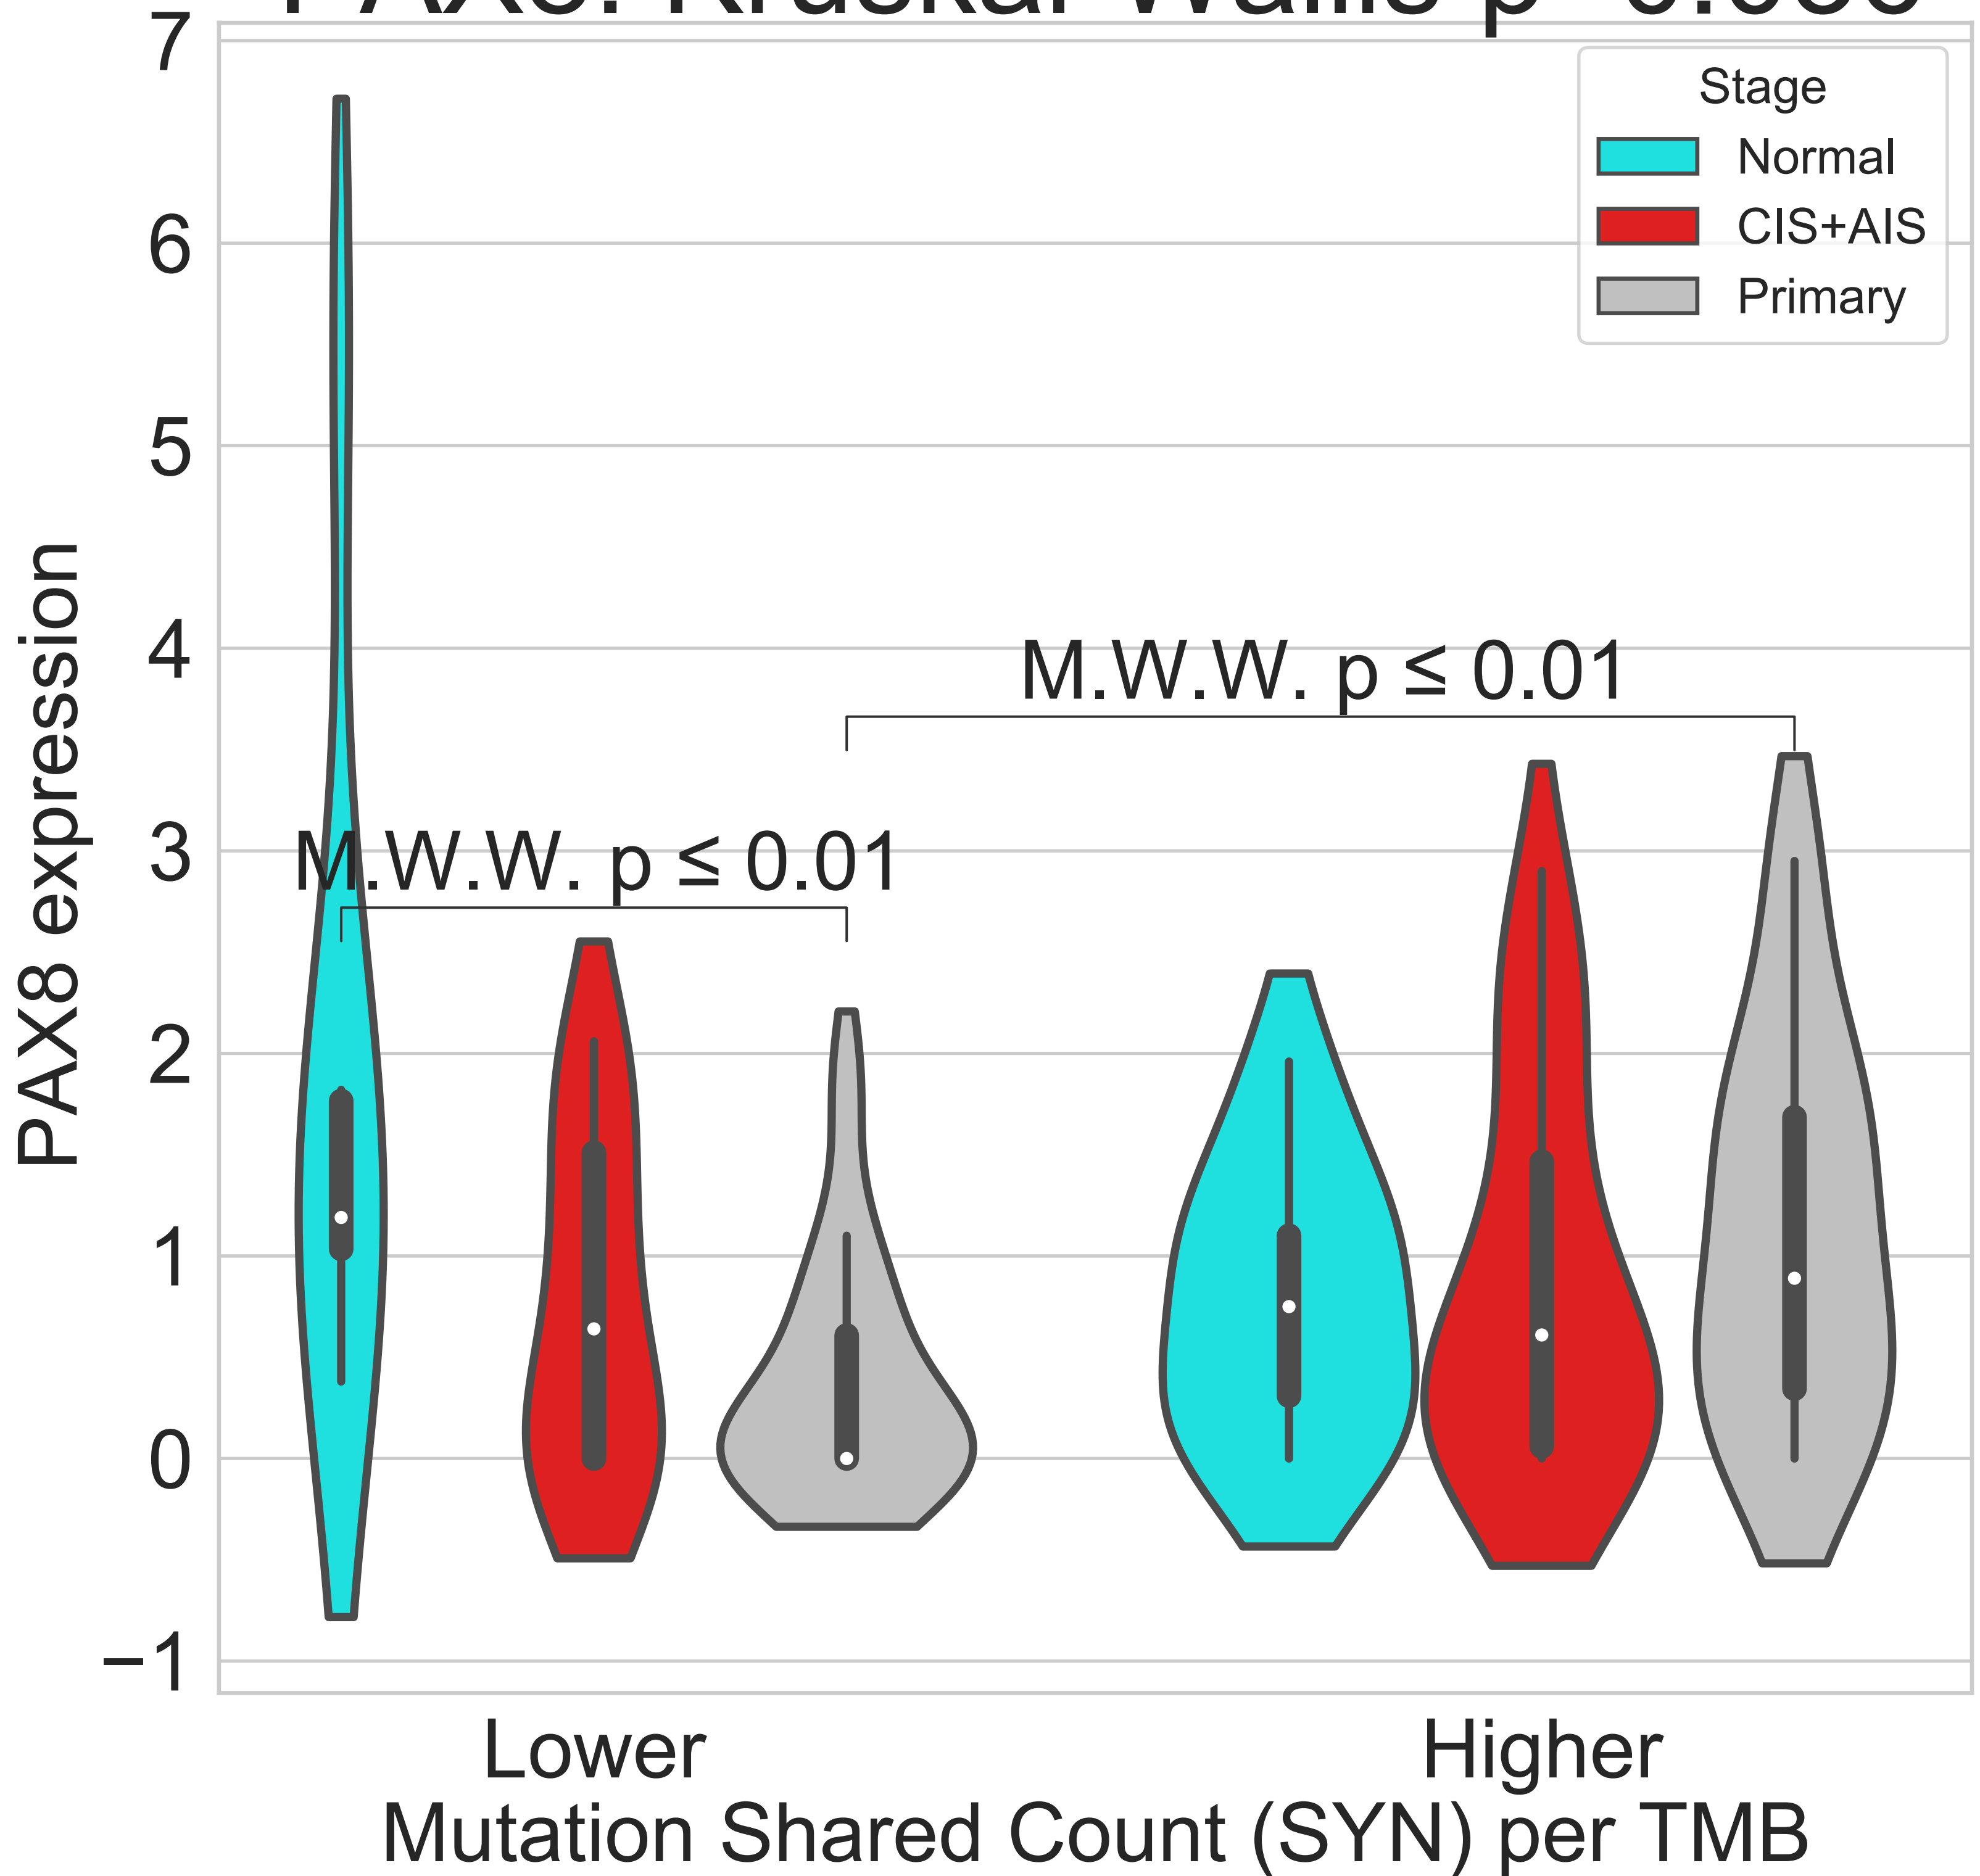 7
6
5
4
3
2
1
0
−1
PAX8 expression
Stage
Normal
CIS+AIS
Primary
M.W.W. p ≤ 0.01
M.W.W. p ≤ 0.01
Lower
Higher
Mutation Shared Count (SYN) per TMB